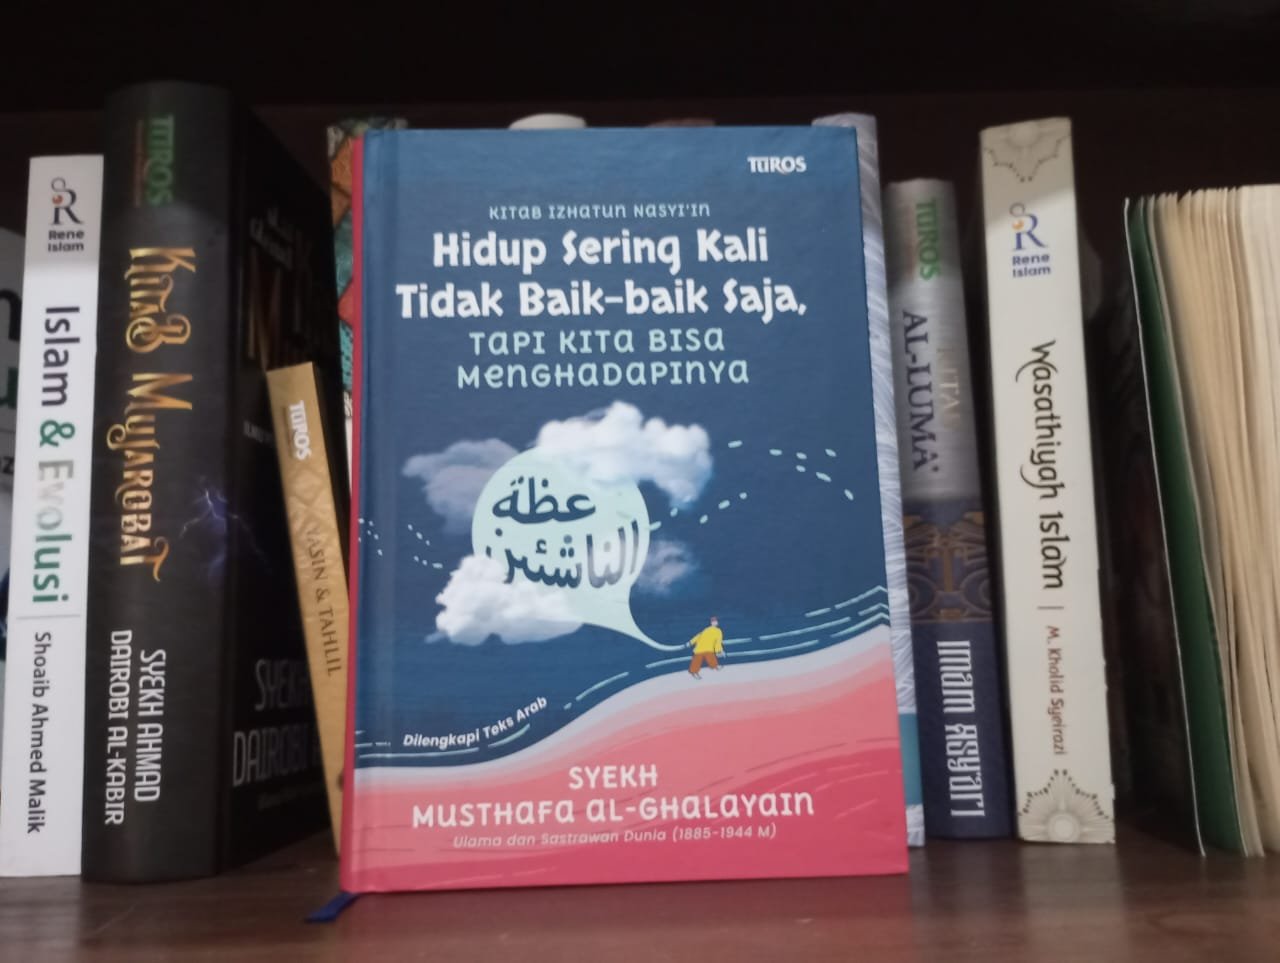 Rene
Islam
Islam & Evolusi
Shoaib Ahmed Malik
TUROS
KITAB MUJAROBAT
SYEKH AHMAD
DAIROBI AL-KABIR
TUROS
YASIN & TAHLIL
TUROS
KITAB IZHATUN NASYI'IN
Hidup Sering Kali
Tidak Baik-baik Saja,
TAPI KITA BISA
MENGHADAPINYA
عظة
الناشئين
Dilengkapi Teks Arab
SYEKH
MUSTHAFA AL-GHALAYAIN
Ulama dan Sastrawan Dunia (1885-1944 M)
TUROS
KITAB
AL-LUMA'
IMAM ASY'ARI
Rene
Islam
Wasathiyah Islam
M. Kholid Syeirazi